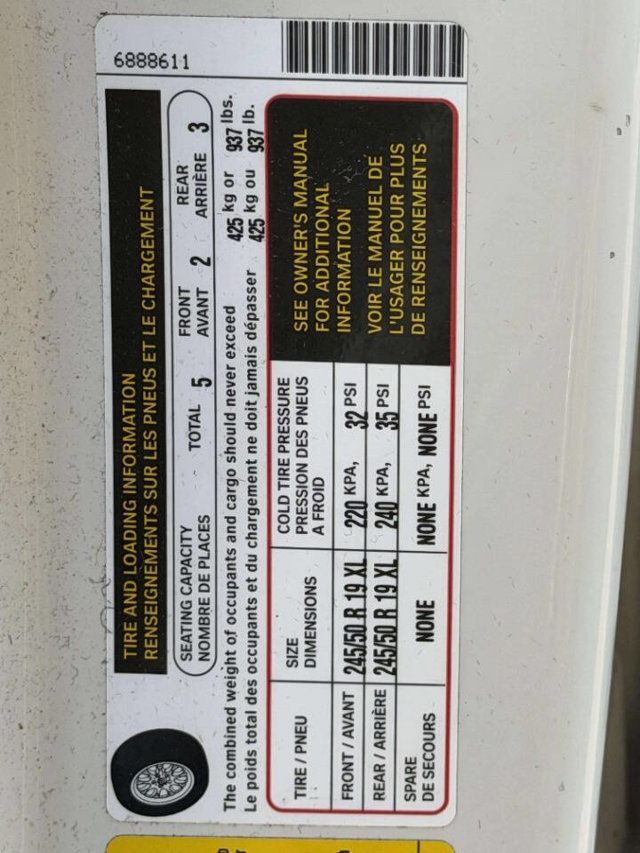 6888611
TIRE AND LOADING INFORMATION
RENSEIGNEMENTS SUR LES PNEUS ET LE CHARGEMENT
SEATING CAPACITY TOTAL 5 FRONT 2 REAR 3
NOMBRE DE PLACES AVANT ARRIÈRE
The combined weight of occupants and cargo should never exceed 425 kg or 937 lbs.
Le poids total des occupants et du chargement ne doit jamais dépasser 425 kg ou 937 lb.
TIRE / PNEU
SIZE
DIMENSIONS
COLD TIRE PRESSURE
PRESSION DES PNEUS
A FROID
FRONT / AVANT 245/50 R 19 XL 220 KPA, 32 PSI
REAR / ARRIÈRE 245/50 R 19 XL 240 KPA, 35 PSI
SPARE
DE SECOURS NONE NONE KPA, NONE PSI
SEE OWNER'S MANUAL
FOR ADDITIONAL
INFORMATION
VOIR LE MANUEL DE
L'USAGER POUR PLUS
DE RENSEIGNEMENTS